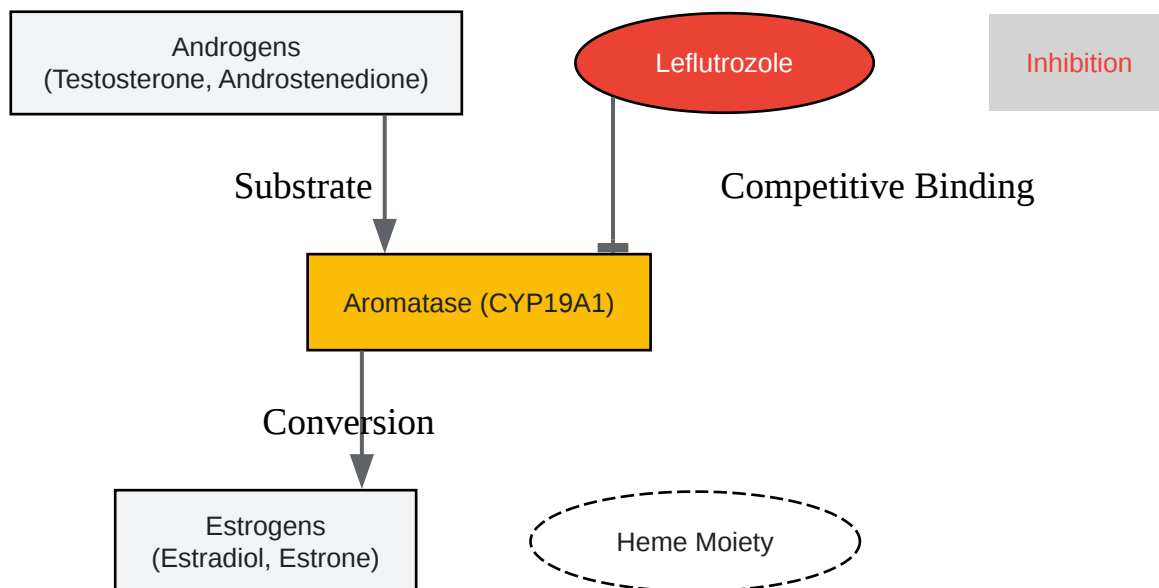 Androgens
(Testosterone, Androstenedione)
Leflutrozole
Inhibition
Substrate
Competitive Binding
Aromatase (CYP19A1)
Conversion
Estrogens
(Estradiol, Estrone)
Heme Moiety